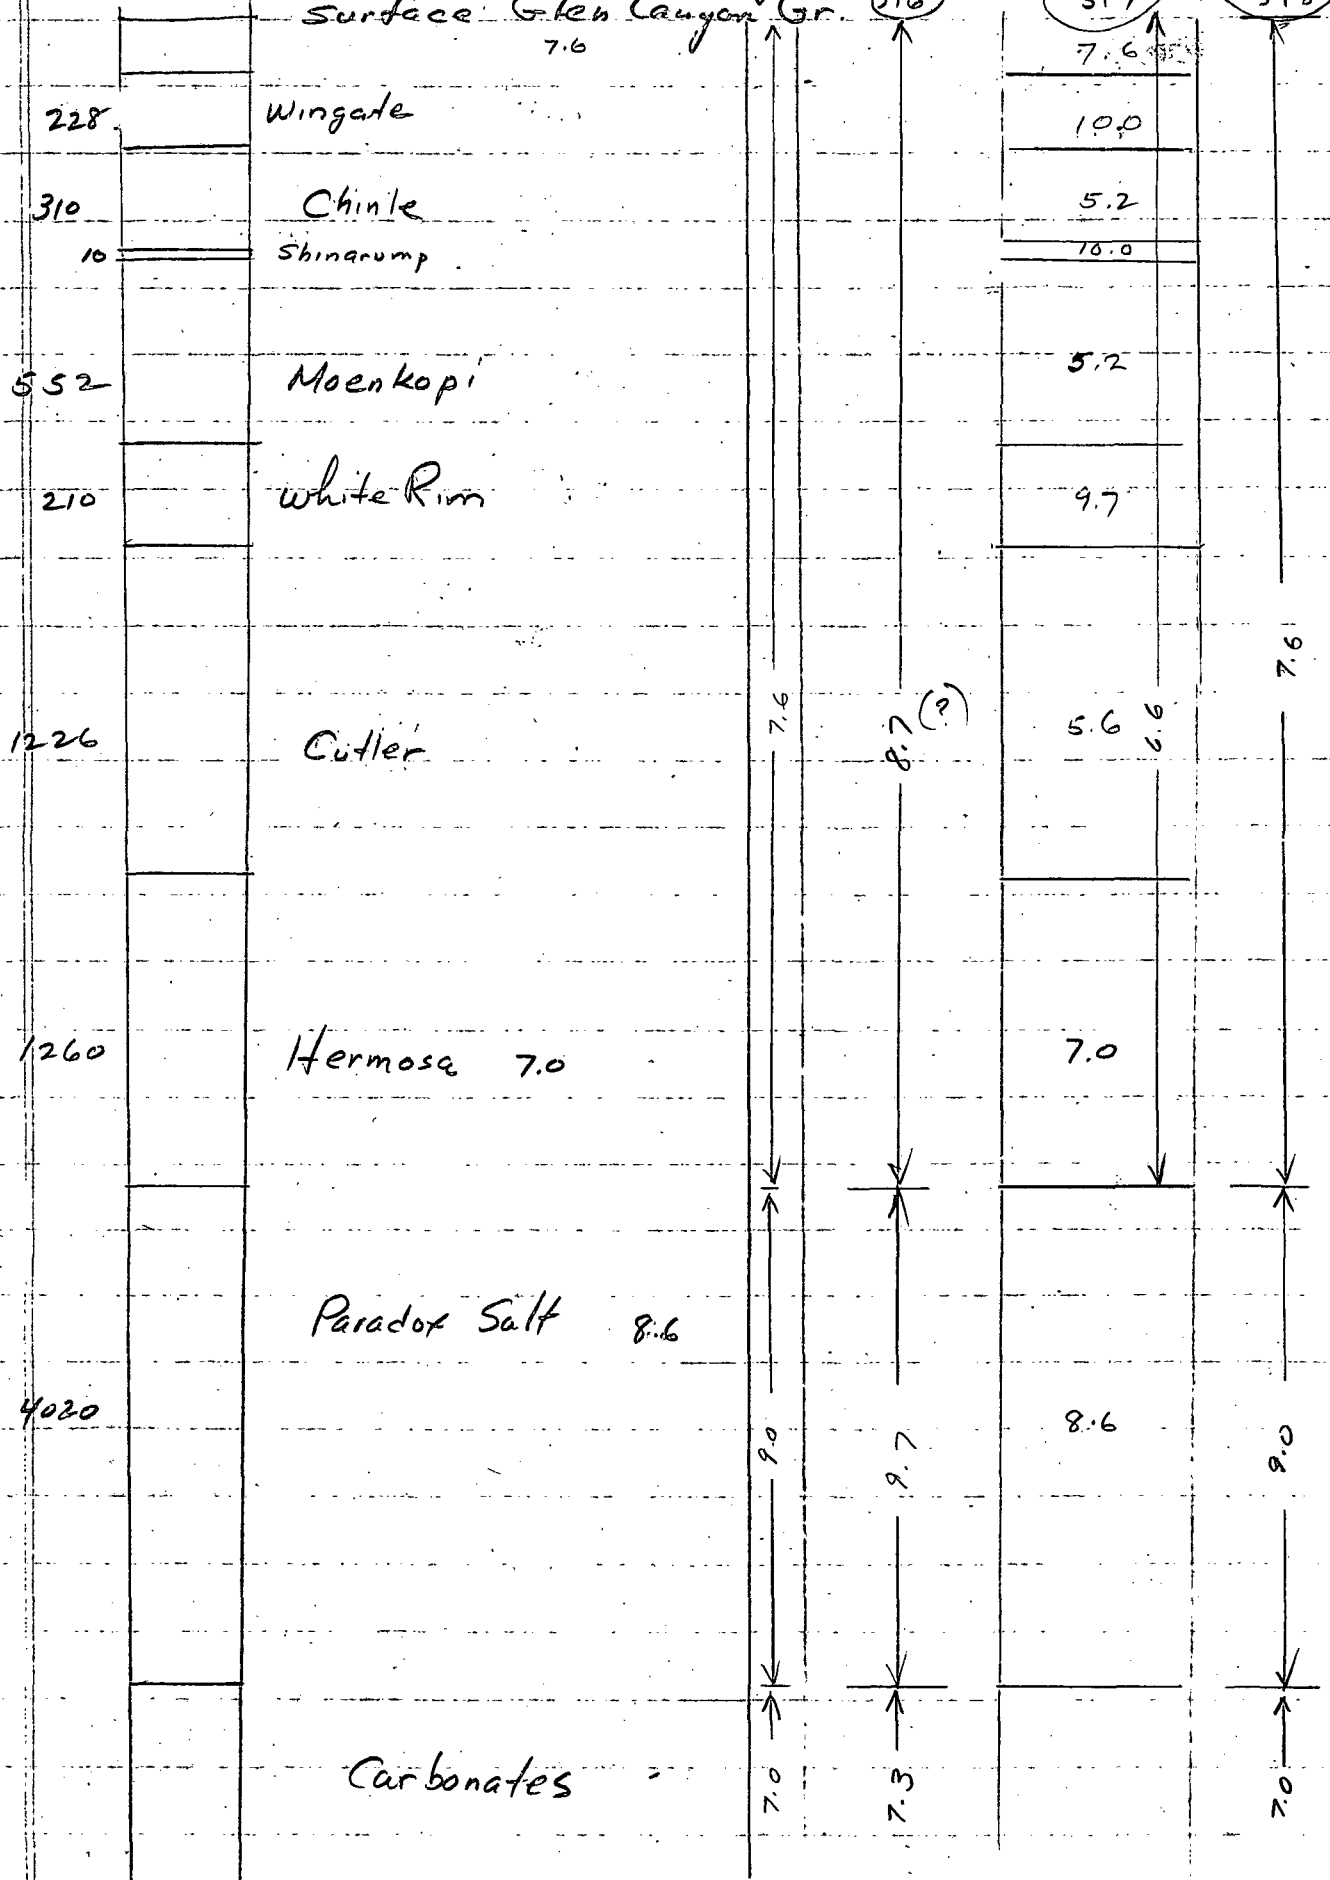 Surface Glen Canyon Gr. 516
7.6 7.6
228 Wingate 10.0
310 Chinle 5.2
10 Shinarump 10.0
552 Moenkopi 5.2
210 White Rim 9.7
7.6 8.7 (?) 6.6 7.6
1226 Cutler 5.6
1260 Hermosa 7.0 7.0
Paradox Salt 8.6
4020 8.6
9.0 9.7 9.0
Carbonates
7.0 7.3 7.0